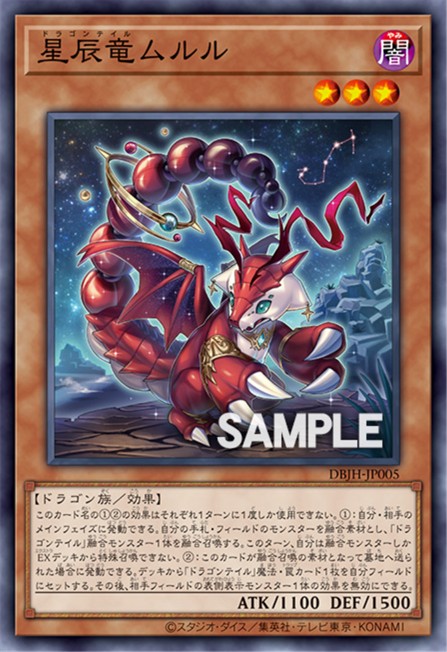 ドラゴンテイル
星辰竜ムルル
やみ
闇
SAMPLE
DBJH-JP005
【ドラゴン族／効果】
このカード名の①②の効果はそれぞれ1ターンに1度しか使用できない。①：自分・相手の
メインフェイズに発動できる。自分の手札・フィールドのモンスターを融合素材とし、「ドラ
ゴンテイル」融合モンスター1体を融合召喚する。このターン、自分は融合モンスターしか
EXデッキから特殊召喚できない。②：このカードが融合召喚の素材となって墓地へ送ら
れた場合に発動できる。デッキから「ドラゴンテイル」魔法・罠カード1枚を自分フィールド
にセットする。その後、相手フィールドの表側表示モンスター1体の効果を無効にできる。
ATK/1100 DEF/1500
©スタジオ・ダイス／集英社・テレビ東京・KONAMI